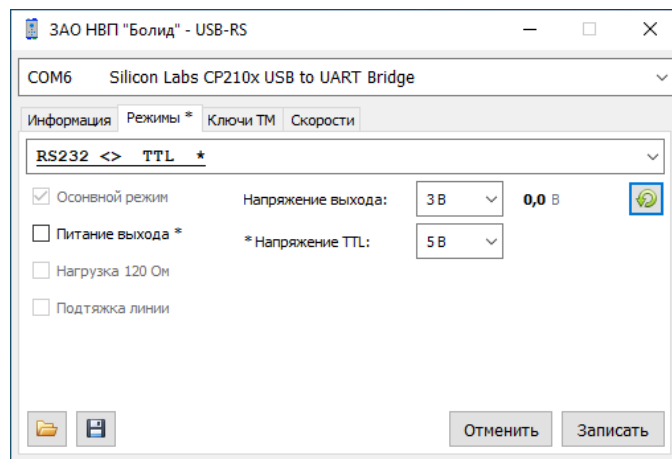 ЗАО НВП "Болид" - USB-RS
COM6 Silicon Labs CP210x USB to UART Bridge
Информация Режимы * Ключи ТМ Скорости
RS232 <> TTL *
Осонвной режим Напряжение выхода: 3 В 0,0 В
Питание выхода * * Напряжение TTL: 5 В
Нагрузка 120 Ом
Подтяжка линии
Отменить Записать